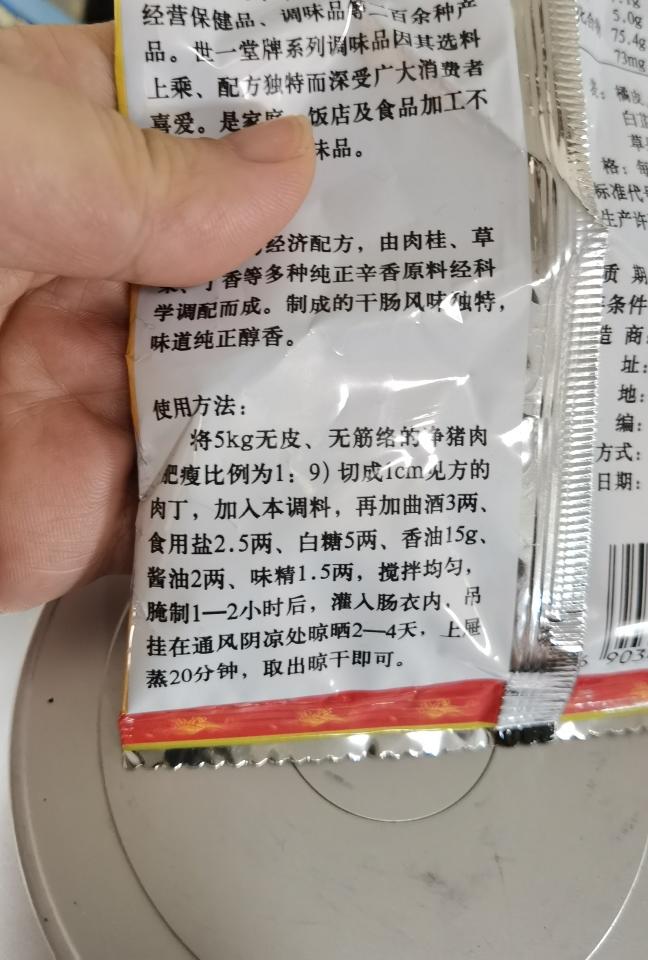 经营保健品、调味品等一百余种产
品。世一堂牌系列调味品因其选料
上乘、配方独特而深受广大消费者
喜爱。是家庭 饭店及食品加工不
味品。
经济配方，由肉桂、草
果、丁香等多种纯正辛香原料经科
学调配而成。制成的干肠风味独特，
味道纯正醇香。
使用方法：
将5kg无皮、无筋络的净猪肉
肥瘦比例为1：9）切成1cm见方的
肉丁，加入本调料，再加曲酒3两、
食用盐2.5两、白糖5两、香油15g、
酱油2两、味精1.5两，搅拌均匀，
腌制1—2小时后，灌入肠衣内，吊
挂在通风阴凉处晾晒2—4天，上屉
蒸20分钟，取出晾干即可。
5.0g
75.4g
73mg
橘皮
白芷
草
格：每
标准代号
生产许
质 期
条件
造 商：
址：
地：
编：
方式：
日期：
6 903